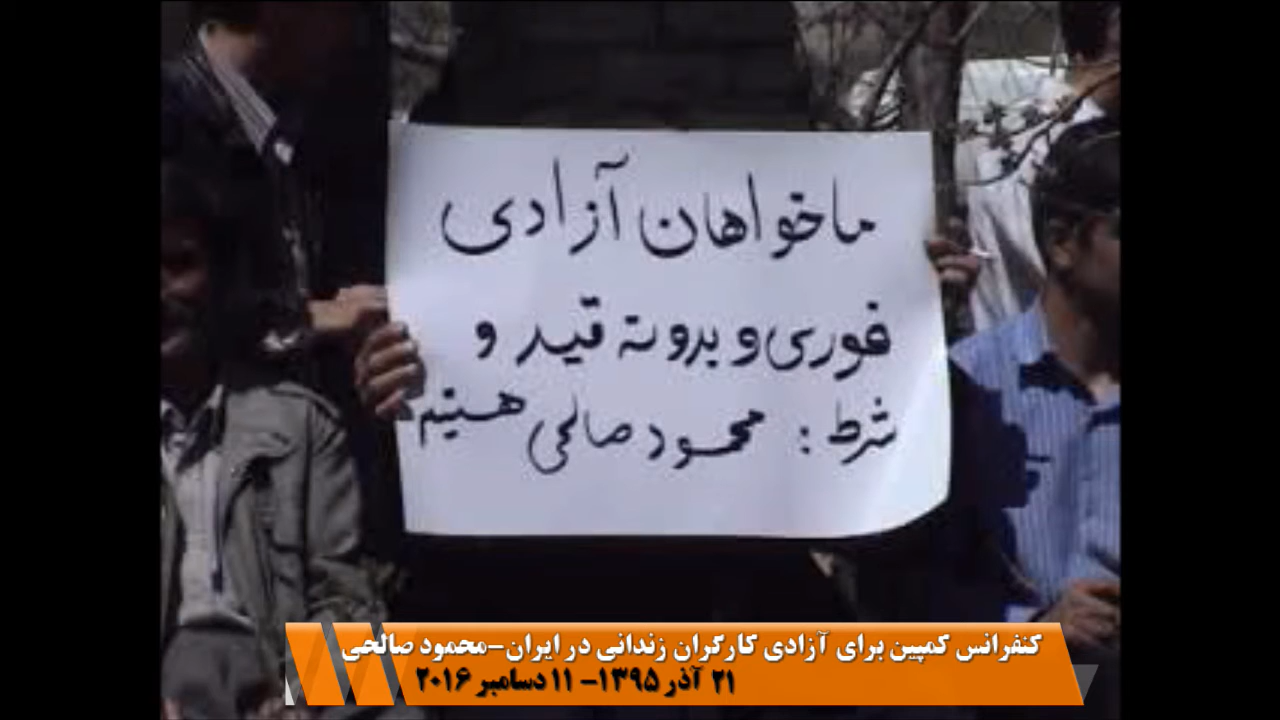 ما خواهان آزادی
فوری و بدون قید و
شرط : محمود صالحی هستیم
کنفرانس کمپین برای آزادی کارگران زندانی در ایران-محمود صالحی
۲۱ آذر ۱۳۹۵- ۱۱ دسامبر ۲۰۱۶